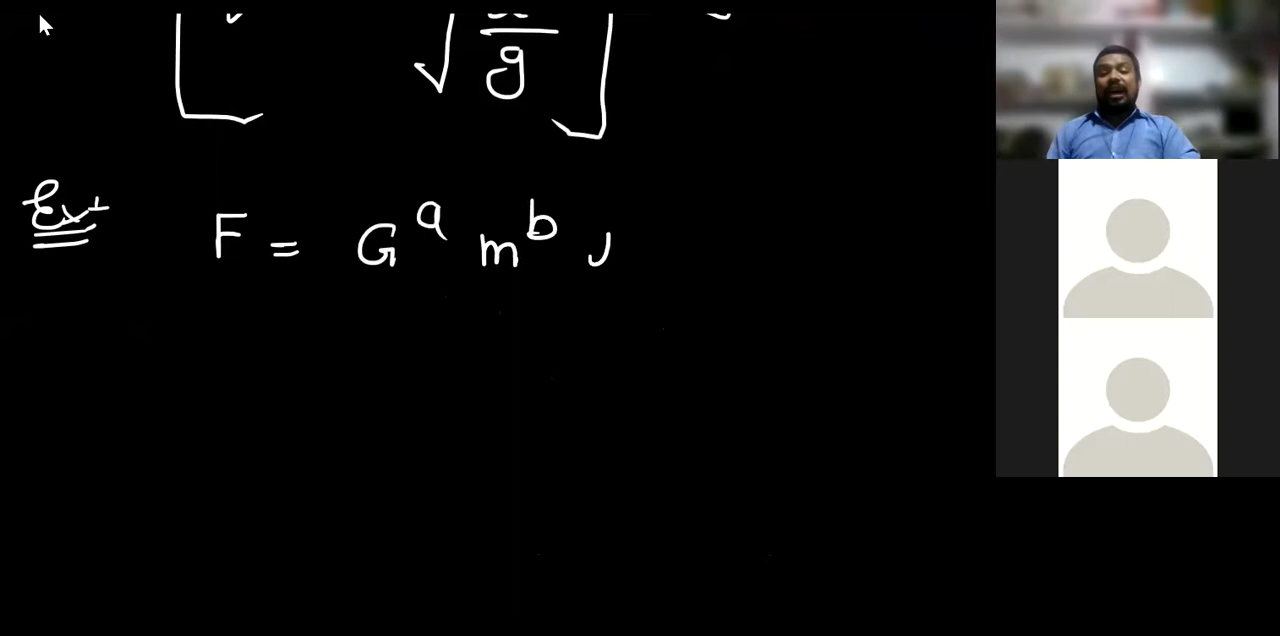 √ g
Ex:
F = G^a m^b